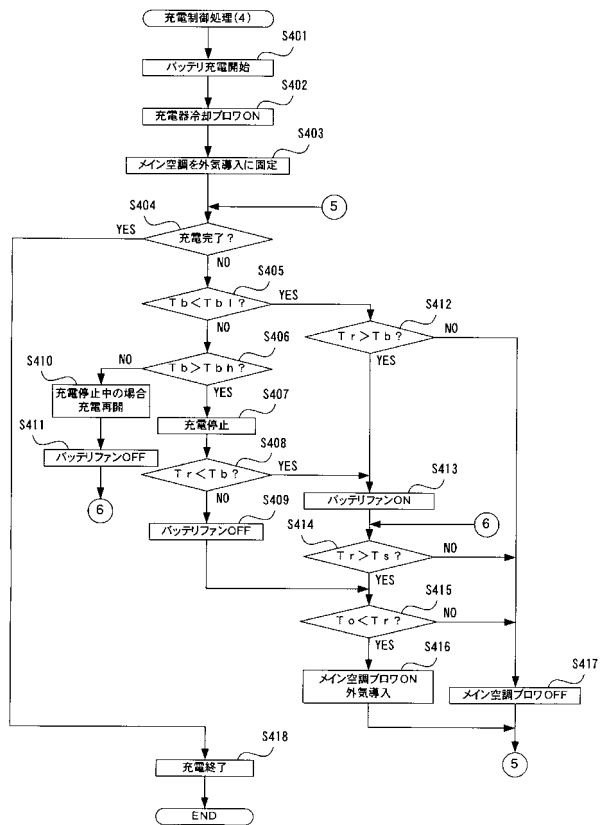 充電制御処理(4)
S401
バッテリ充電開始
S402
充電器冷却ブロワON
S403
メイン空調を外気導入に固定
5
S404
YES
充電完了?
NO
S405
Tb<Tbl?
YES
NO
S412
Tr>Tb?
NO
YES
S406
Tb>Tbh?
NO
YES
S410
充電停止中の場合
充電再開
S407
充電停止
S411
バッテリファンOFF
6
S408
Tr<Tb?
YES
NO
S413
バッテリファンON
S409
バッテリファンOFF
6
S414
Tr>Ts?
NO
YES
S415
To<Tr?
NO
YES
S416
メイン空調ブロワON
外気導入
S417
メイン空調ブロワOFF
5
S418
充電終了
END